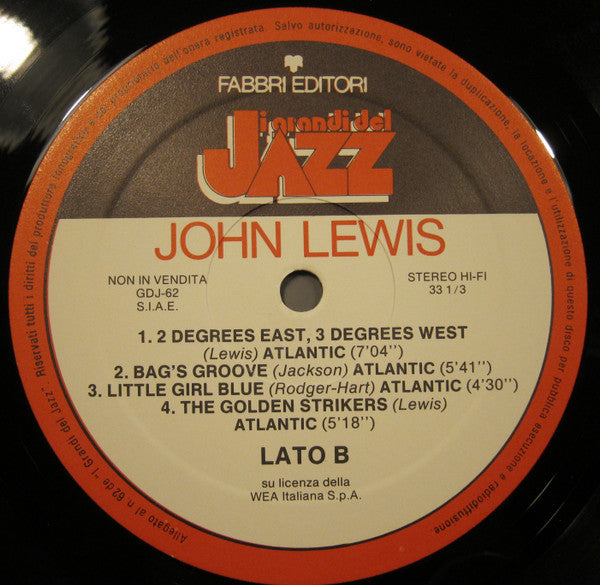 Riservati tutti i diritti del produttore fonografico e del proprietario dell'opera registrata. Salvo autorizzazione, sono vietate la duplicazione, la locazione e l'utilizzazione di questo disco per pubblica esecuzione e radiodiffusione.
FABBRI EDITORI
i grandi del
JAZZ
JOHN LEWIS
NON IN VENDITA
GDJ-62
S.I.A.E.
STEREO HI-FI
33 1/3
1. 2 DEGREES EAST, 3 DEGREES WEST
(Lewis) ATLANTIC (7'04'')
2. BAG'S GROOVE (Jackson) ATLANTIC (5'41'')
3. LITTLE GIRL BLUE (Rodger-Hart) ATLANTIC (4'30'')
4. THE GOLDEN STRIKERS (Lewis)
ATLANTIC (5'18'')
LATO B
su licenza della
WEA Italiana S.p.A.
Allegato al n. 62 de "I Grandi del Jazz"